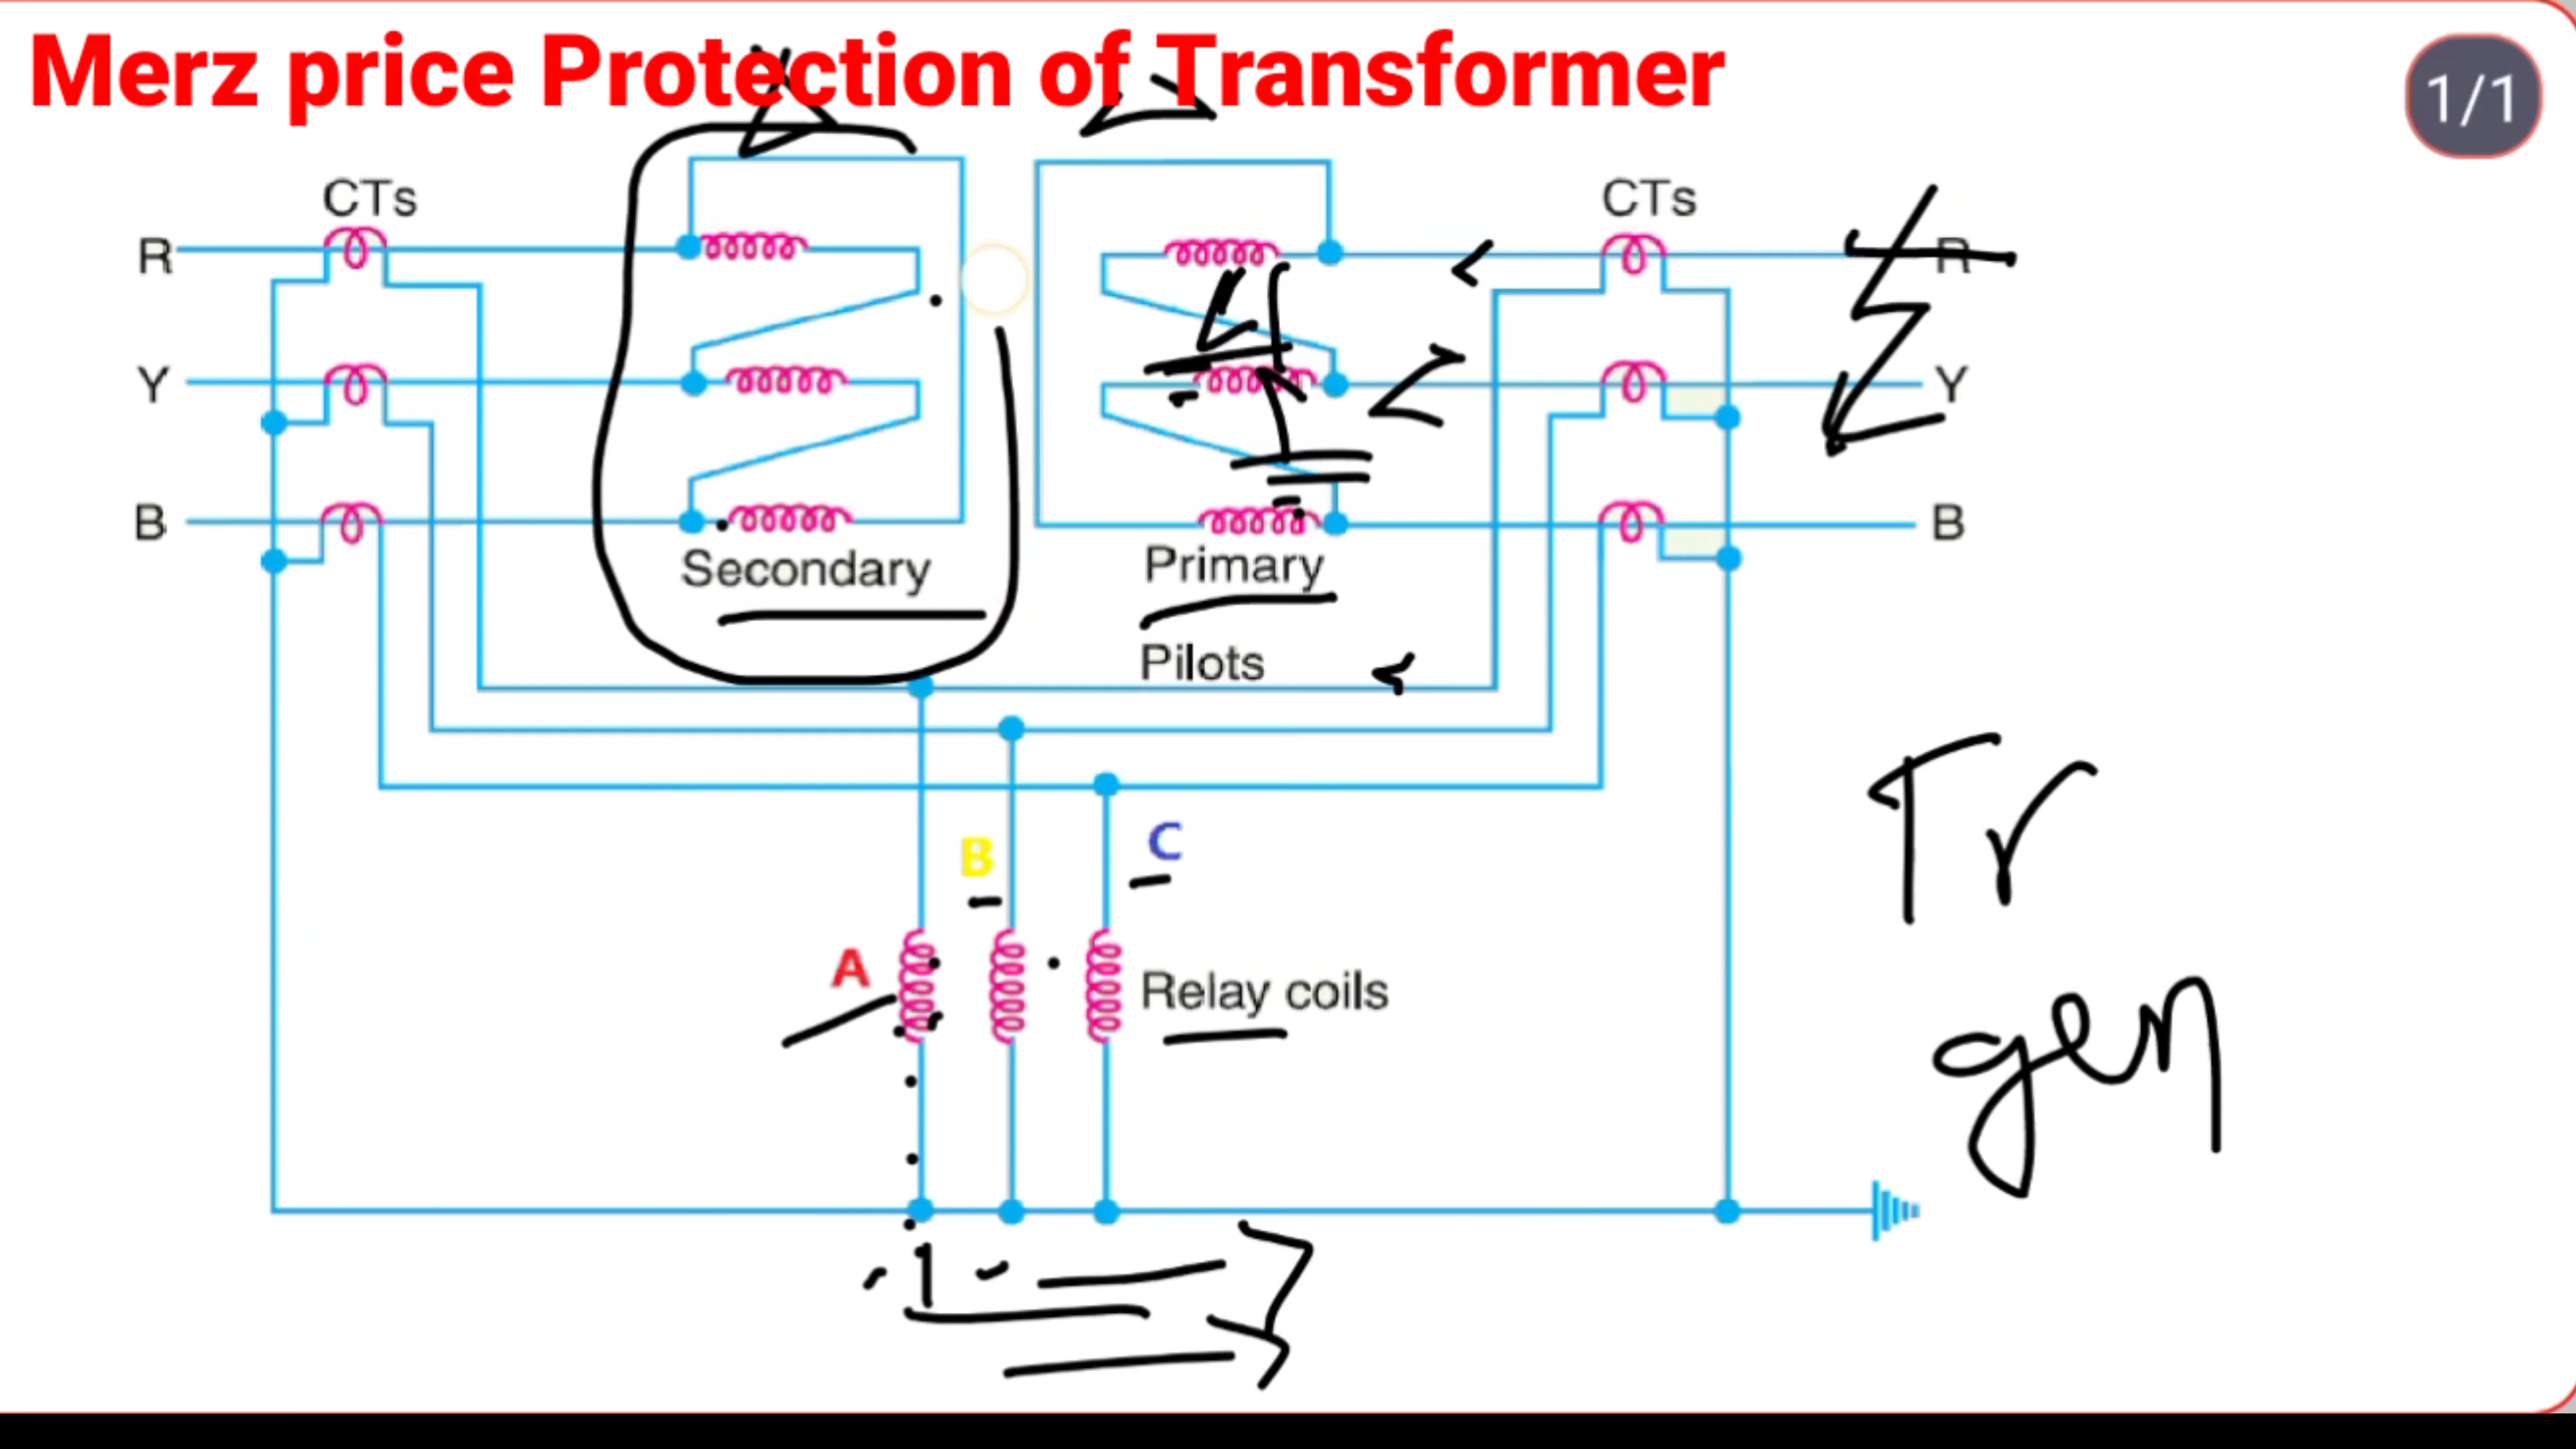 Merz price Protection of Transformer
1/1
CTs
CTs
R
R
Y
Y
B
B
Secondary
Primary
Pilots
B
C
A
Relay coils
Tr
gen